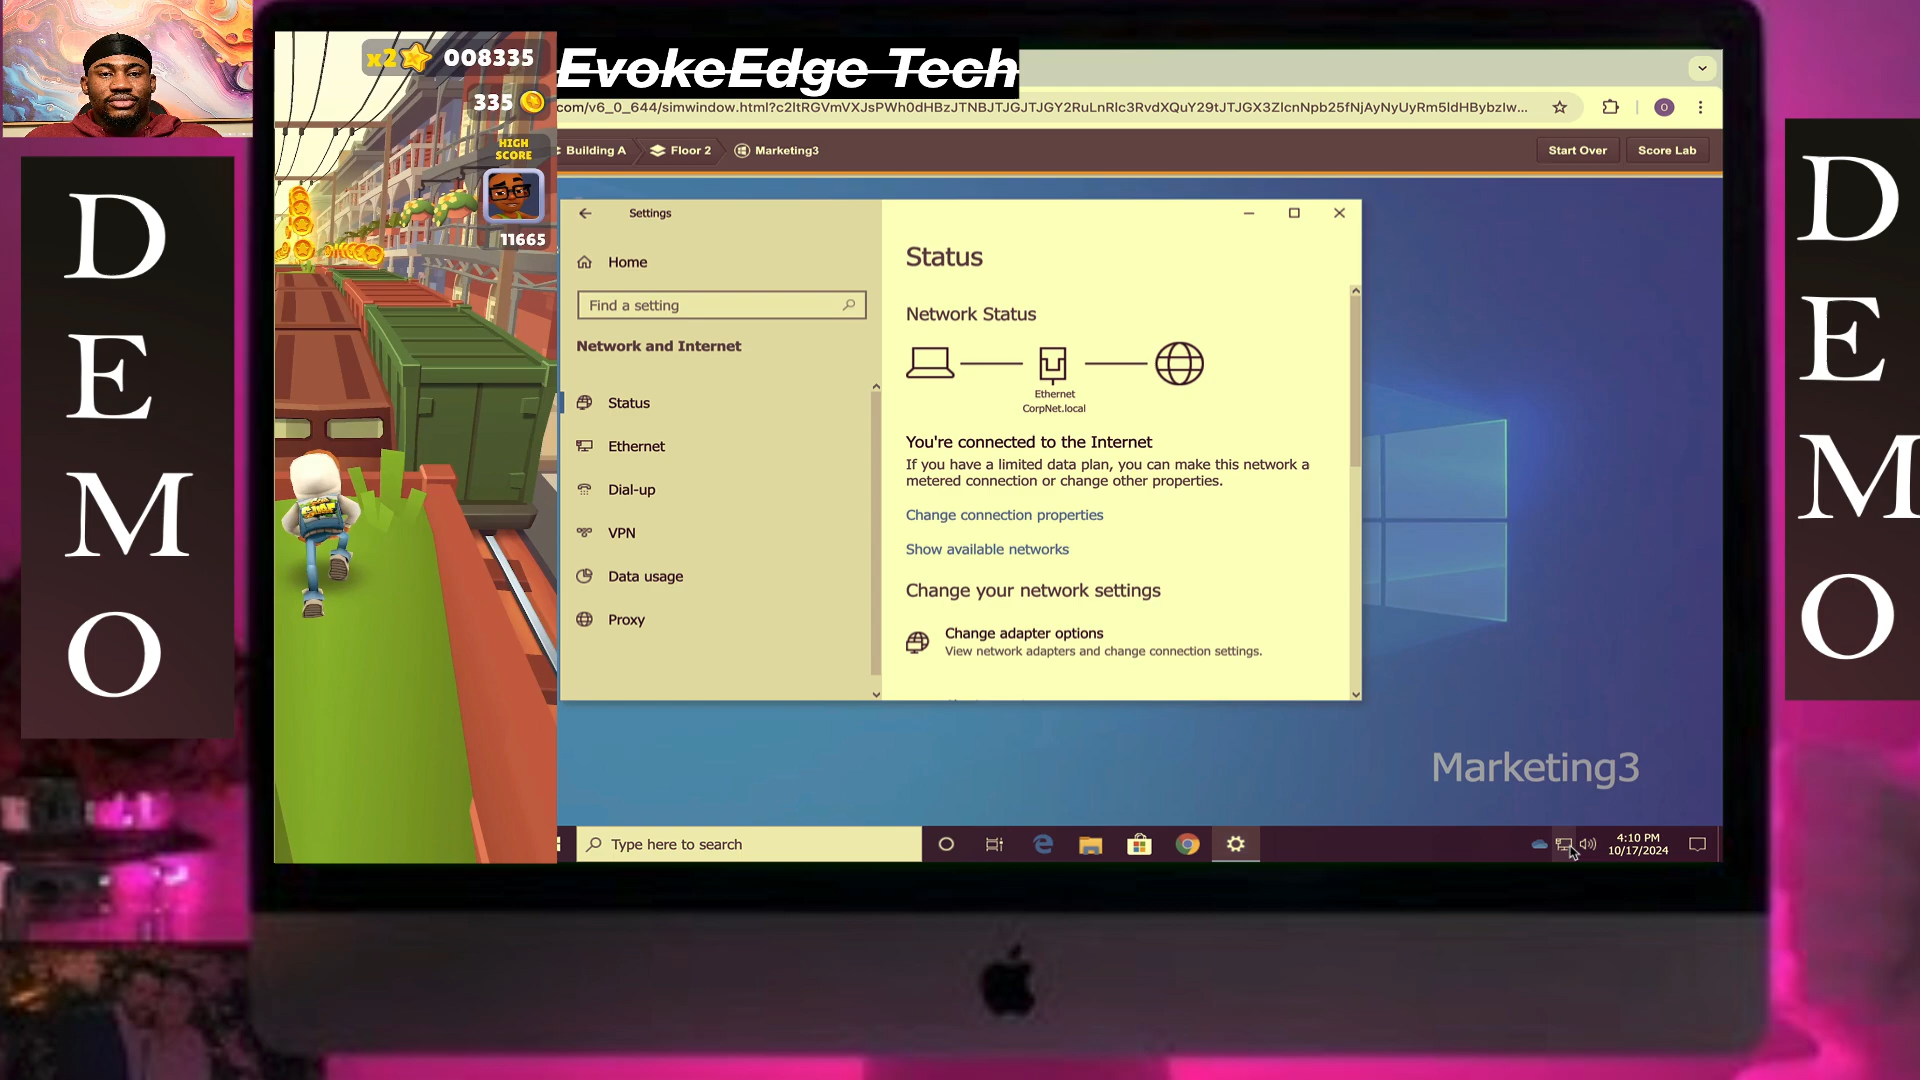 D
E
M
O
x2 008335
335
HIGH
SCORE
11665
EvokeEdge Tech
com/v6_0_644/simwindow.html?c2ltRGVmVXJsPWh0dHBzJTNBJTJGJTJGY2RuLnRlc3RvdXQuY29tJTJGX3ZlcnNpb25fNjAyNyUyRm5ldHBybzIw...
O
Building A
Floor 2
Marketing3
Start Over
Score Lab
Settings
Home
Find a setting
Network and Internet
Status
Ethernet
Dial-up
VPN
Data usage
Proxy
Status
Network Status
Ethernet
CorpNet.local
You're connected to the Internet
If you have a limited data plan, you can make this network a
metered connection or change other properties.
Change connection properties
Show available networks
Change your network settings
Change adapter options
View network adapters and change connection settings.
Marketing3
Type here to search
4:10 PM
10/17/2024
D
E
M
O